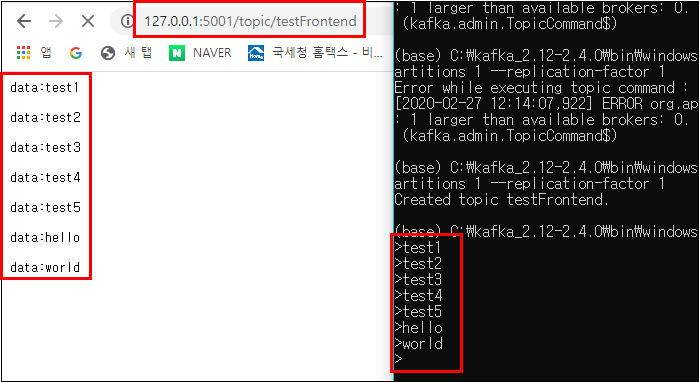 127.0.0.1:5001/topic/testFrontend
앱
새 탭
NAVER
Home
국세청 홈택스 - 비...
data:test1
data:test2
data:test3
data:test4
data:test5
data:hello
data:world
: 1 larger than available brokers: 0.
(kafka.admin.TopicCommand$)
(base) C:₩kafka_2.12-2.4.0₩bin₩windows
artitions 1 --replication-factor 1
Error while executing topic command :
[2020-02-27 12:14:07,922] ERROR org.ap
: 1 larger than available brokers: 0.
(kafka.admin.TopicCommand$)
(base) C:₩kafka_2.12-2.4.0₩bin₩windows
artitions 1 --replication-factor 1
Created topic testFrontend.
(base) C:₩kafka_2.12-2.4.0₩bin₩windows
>test1
>test2
>test3
>test4
>test5
>hello
>world
>